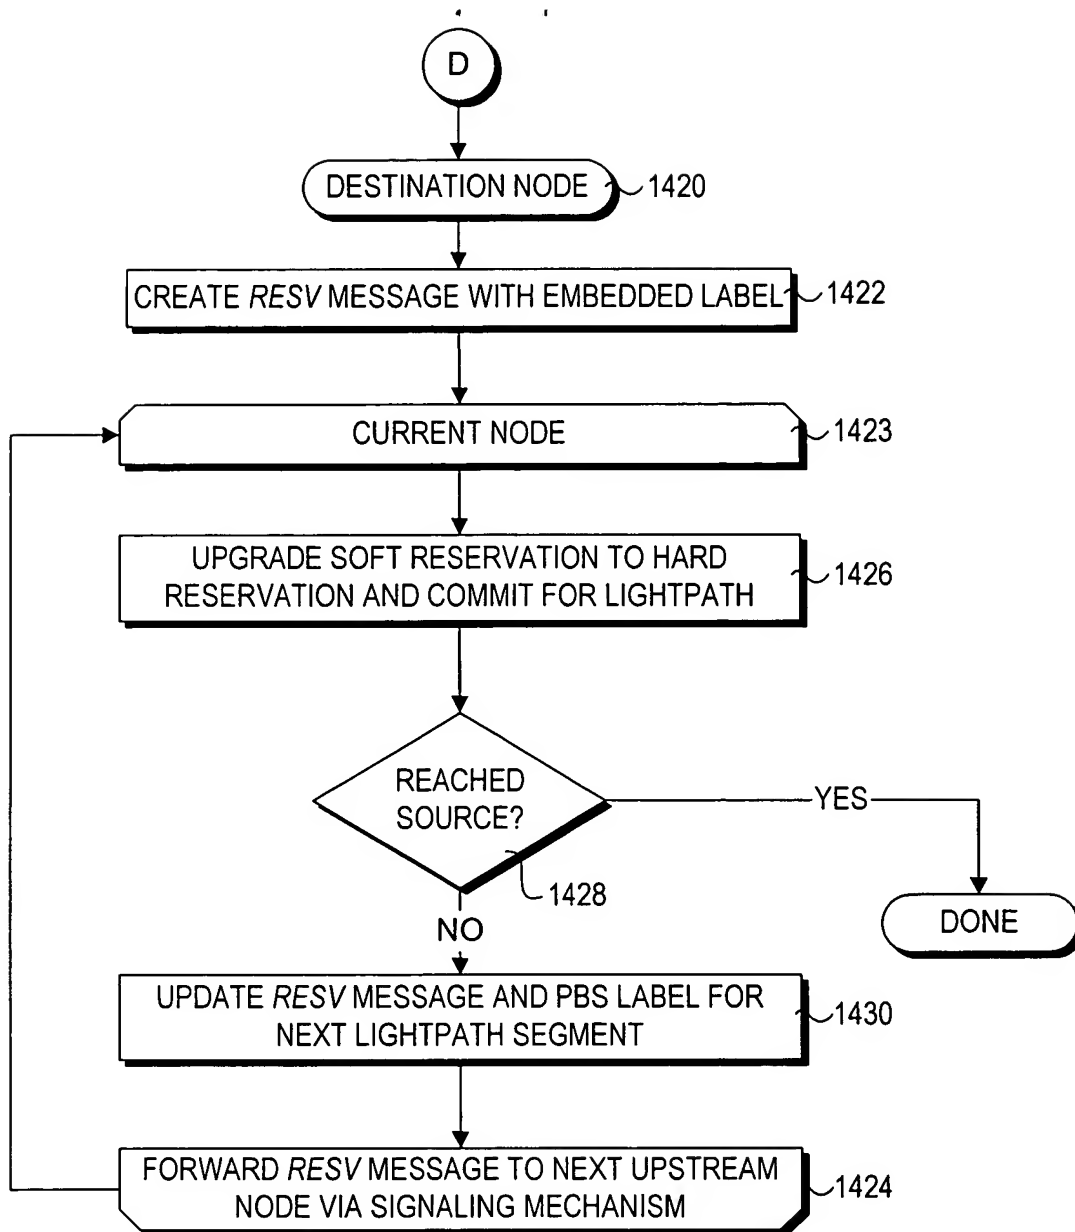 D
DESTINATION NODE
1420
CREATE RESV MESSAGE WITH EMBEDDED LABEL
1422
CURRENT NODE
1423
UPGRADE SOFT RESERVATION TO HARD
RESERVATION AND COMMIT FOR LIGHTPATH
1426
REACHED
SOURCE?
YES
1428
NO
DONE
UPDATE RESV MESSAGE AND PBS LABEL FOR
NEXT LIGHTPATH SEGMENT
1430
FORWARD RESV MESSAGE TO NEXT UPSTREAM
NODE VIA SIGNALING MECHANISM
1424